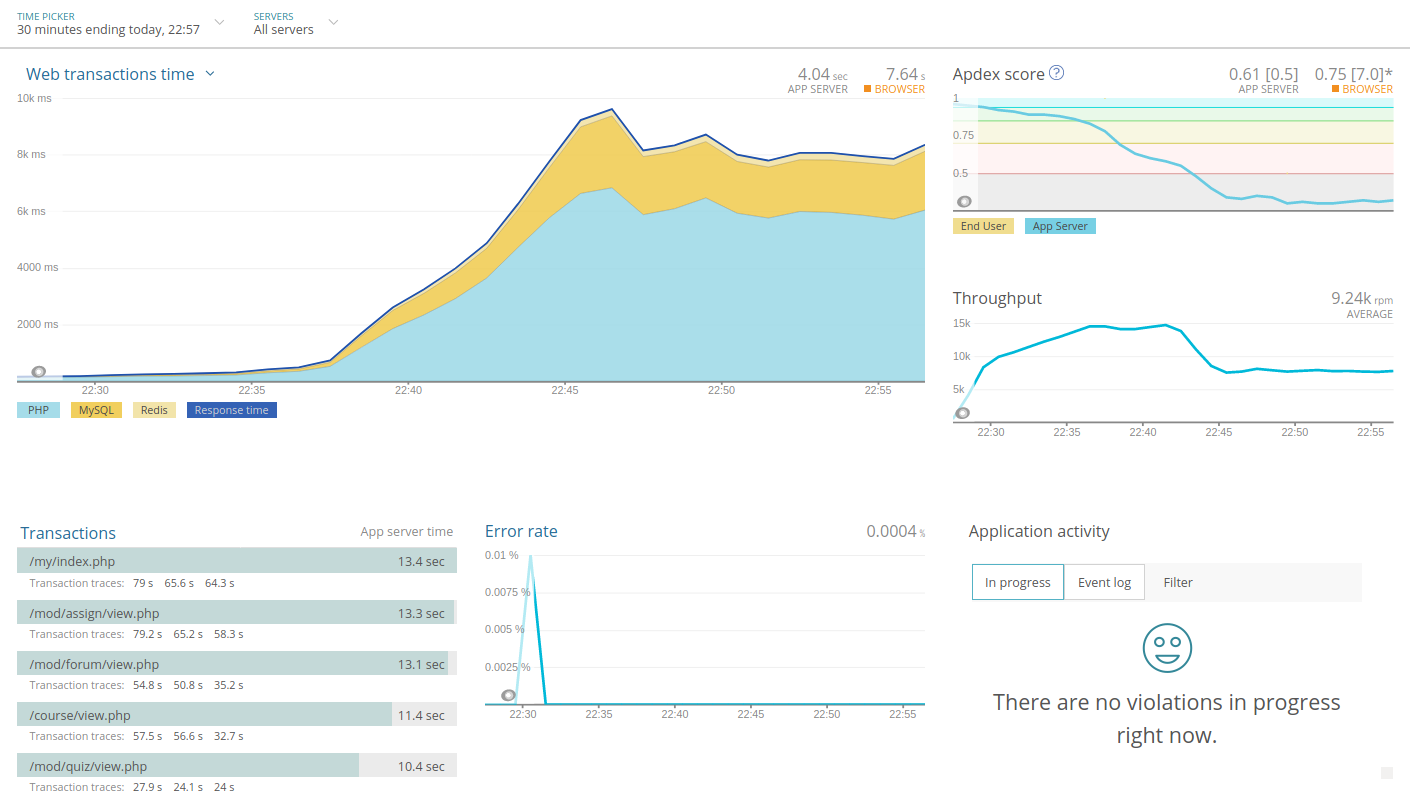 TIME PICKER
30 minutes ending today, 22:57
SERVERS
All servers
Web transactions time
4.04 sec
APP SERVER
7.64 s
BROWSER
10k ms
8k ms
6k ms
4000 ms
2000 ms
22:30 22:35 22:40 22:45 22:50 22:55
PHP MySQL Redis Response time
Apdex score ?
0.61 [0.5]
APP SERVER
0.75 [7.0]*
BROWSER
1
0.75
0.5
End User App Server
Throughput
9.24k rpm
AVERAGE
15k
10k
5k
22:30 22:35 22:40 22:45 22:50 22:55
Transactions App server time
/my/index.php 13.4 sec
Transaction traces: 79 s 65.6 s 64.3 s
/mod/assign/view.php 13.3 sec
Transaction traces: 79.2 s 65.2 s 58.3 s
/mod/forum/view.php 13.1 sec
Transaction traces: 54.8 s 50.8 s 35.2 s
/course/view.php 11.4 sec
Transaction traces: 57.5 s 56.6 s 32.7 s
/mod/quiz/view.php 10.4 sec
Transaction traces: 27.9 s 24.1 s 24 s
Error rate 0.0004 %
0.01 %
0.0075 %
0.005 %
0.0025 %
22:30 22:35 22:40 22:45 22:50 22:55
Application activity
In progress Event log Filter
There are no violations in progress
right now.